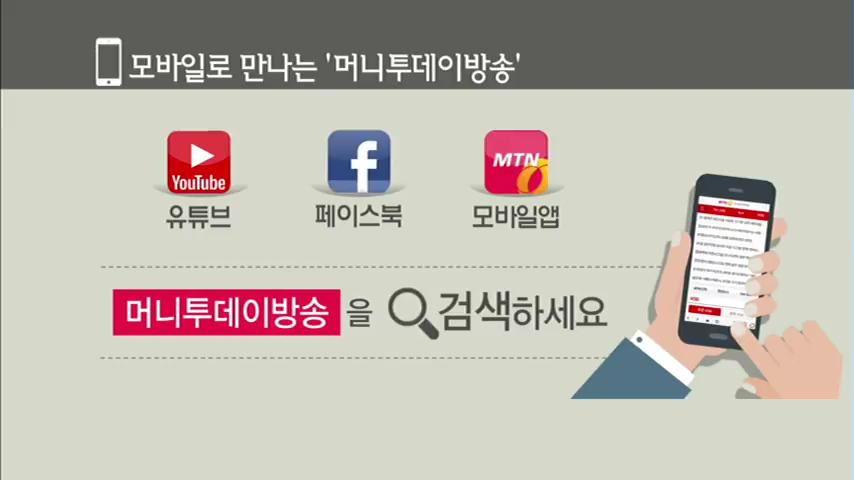 모바일로 만나는 '머니투데이방송'
YouTube
MTN
유튜브 페이스북 모바일앱
머니투데이방송을 검색하세요